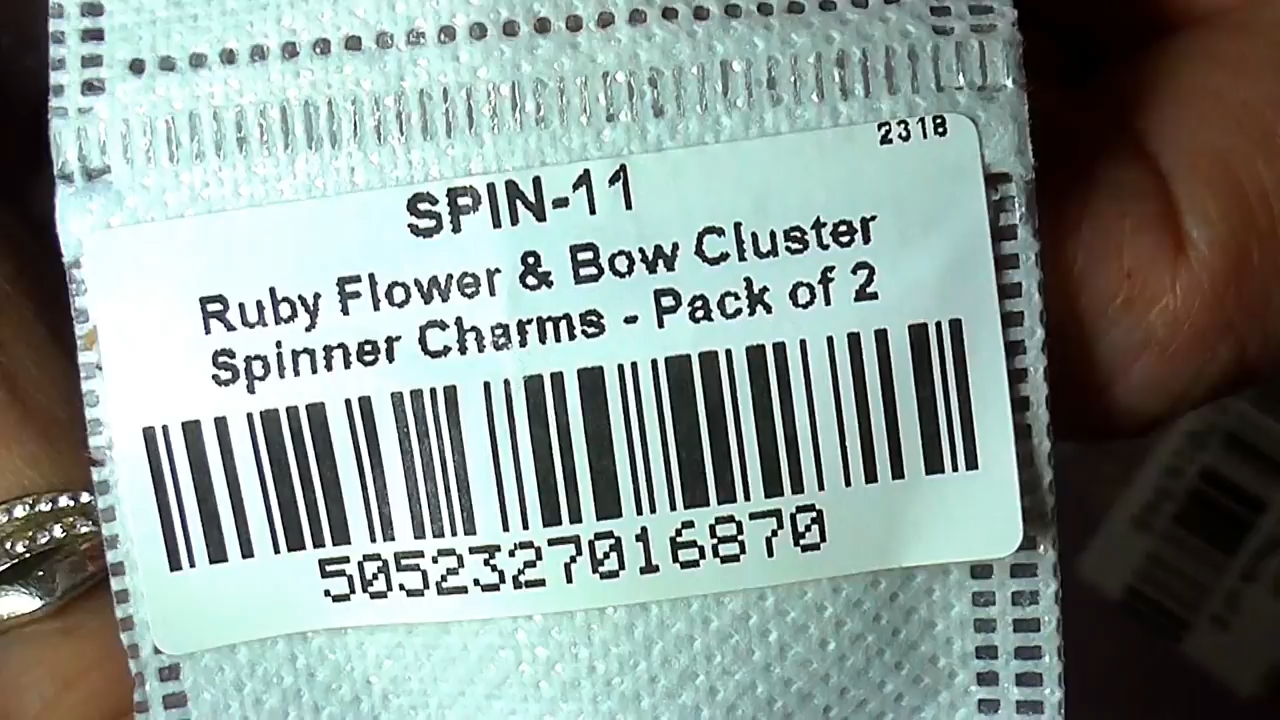 2318
SPIN-11
Ruby Flower & Bow Cluster
Spinner Charms - Pack of 2
5052327016870